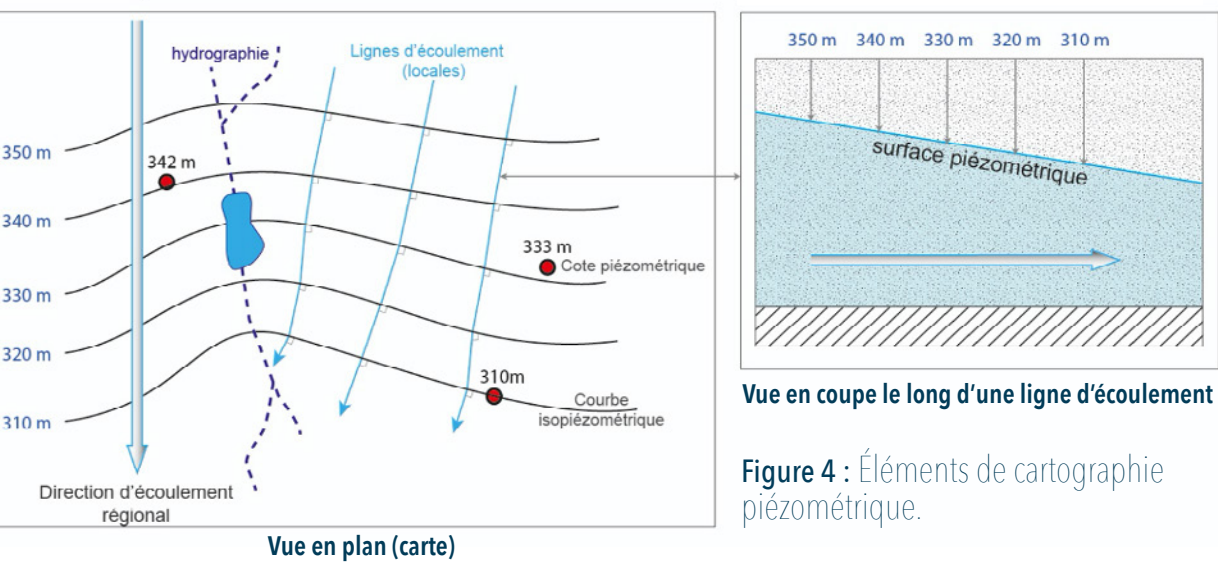 hydrographie
Lignes d'écoulement
(locales)
350 m
342 m
340 m
333 m
Cote piézométrique
330 m
320 m
310m
310 m
Courbe
isopiézométrique
Direction d'écoulement
régional
Vue en plan (carte)
350 m 340 m 330 m 320 m 310 m
surface piézométrique
Vue en coupe le long d'une ligne d'écoulement
Figure 4 : Éléments de cartographie
piézométrique.